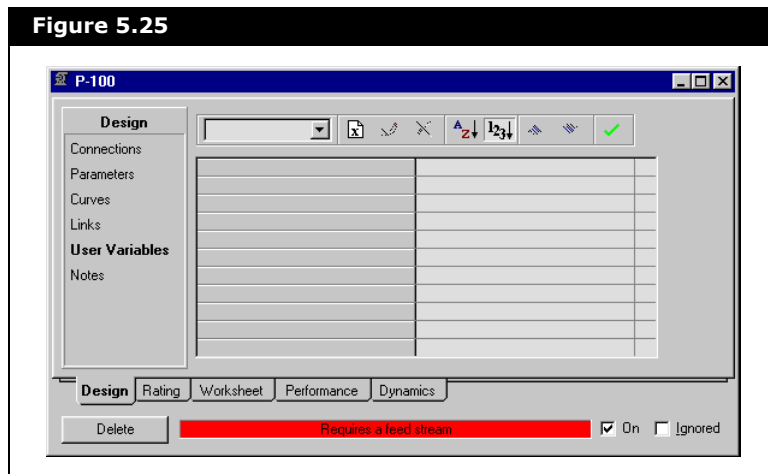 Figure 5.25
P-100
Design
Connections
Parameters
Curves
Links
User Variables
Notes
x
A Z
123
Design Rating Worksheet Performance Dynamics
Delete Requires a feed stream On Ignored